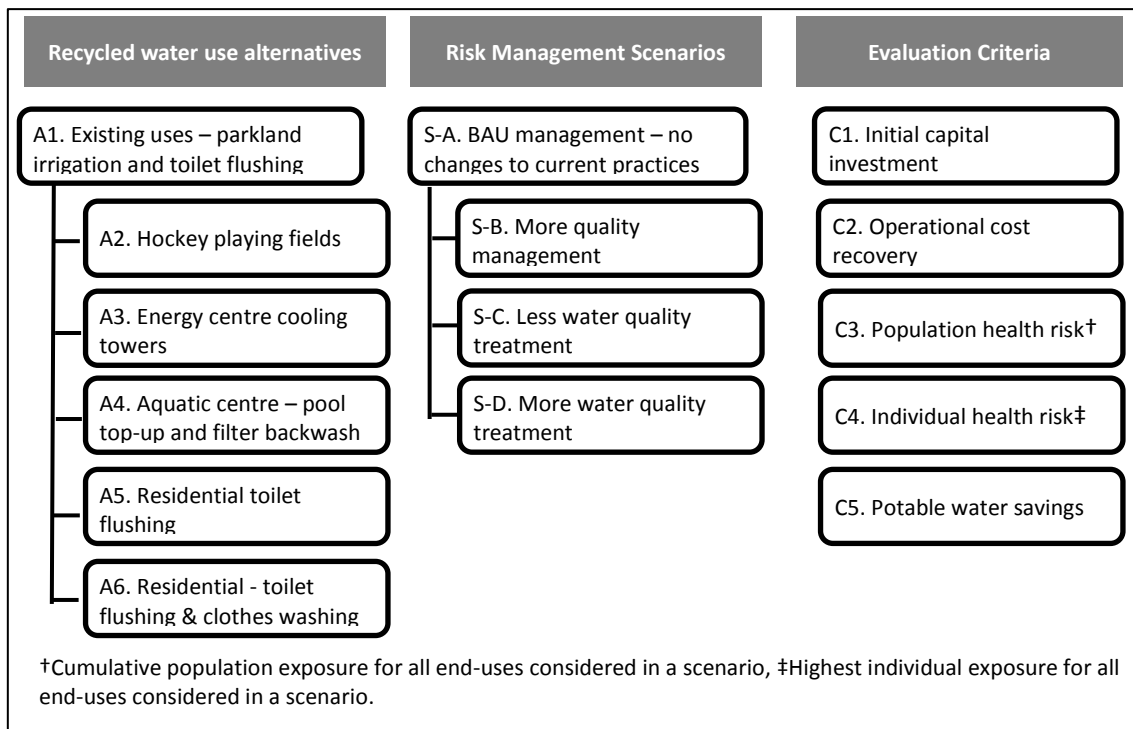 Recycled water use alternatives
A1. Existing uses – parkland
irrigation and toilet flushing
A2. Hockey playing fields
A3. Energy centre cooling
towers
A4. Aquatic centre – pool
top-up and filter backwash
A5. Residential toilet
flushing
A6. Residential - toilet
flushing & clothes washing
Risk Management Scenarios
S-A. BAU management – no
changes to current practices
S-B. More quality
management
S-C. Less water quality
treatment
S-D. More water quality
treatment
Evaluation Criteria
C1. Initial capital
investment
C2. Operational cost
recovery
C3. Population health risk†
C4. Individual health risk‡
C5. Potable water savings
†Cumulative population exposure for all end-uses considered in a scenario, ‡Highest individual exposure for all
end-uses considered in a scenario.